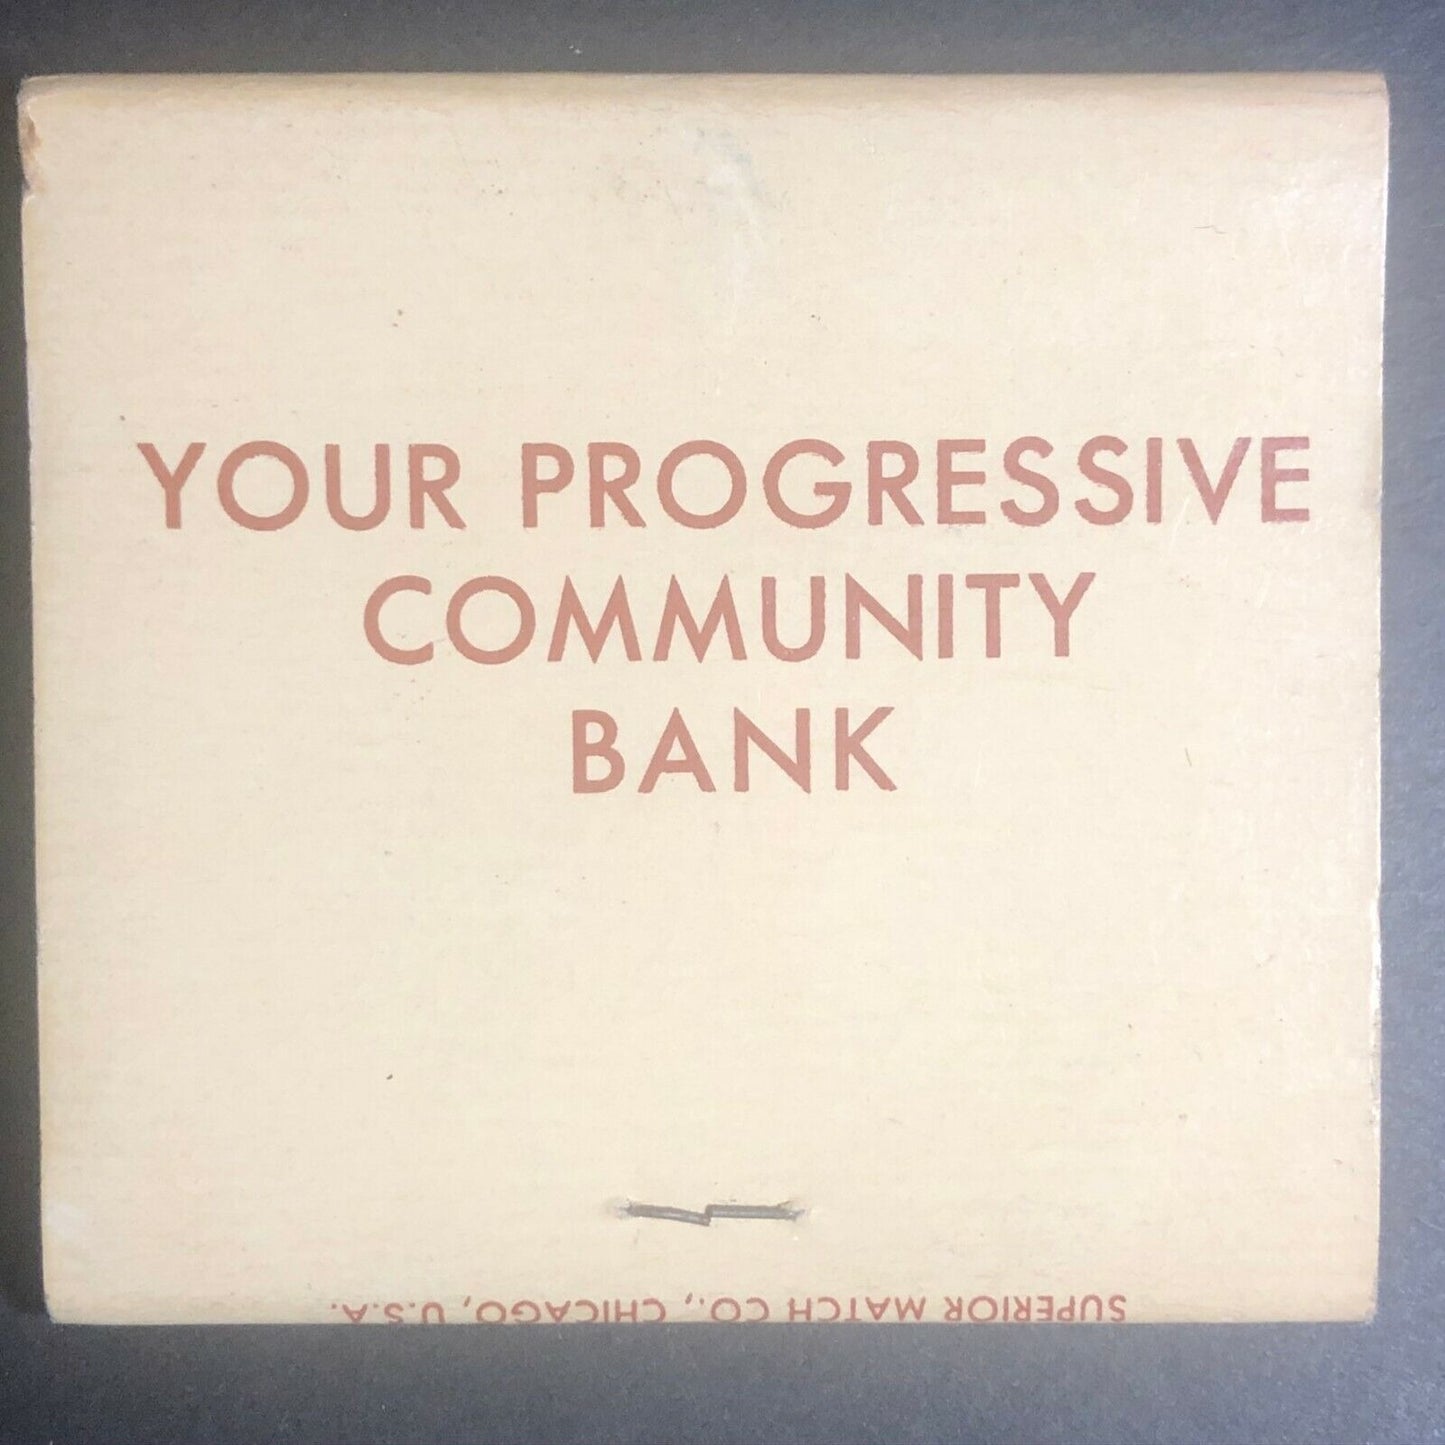 YOUR PROGRESSIVE
COMMUNITY
BANK
SUPERIOR MATCH CO., CHICAGO, U.S.A.